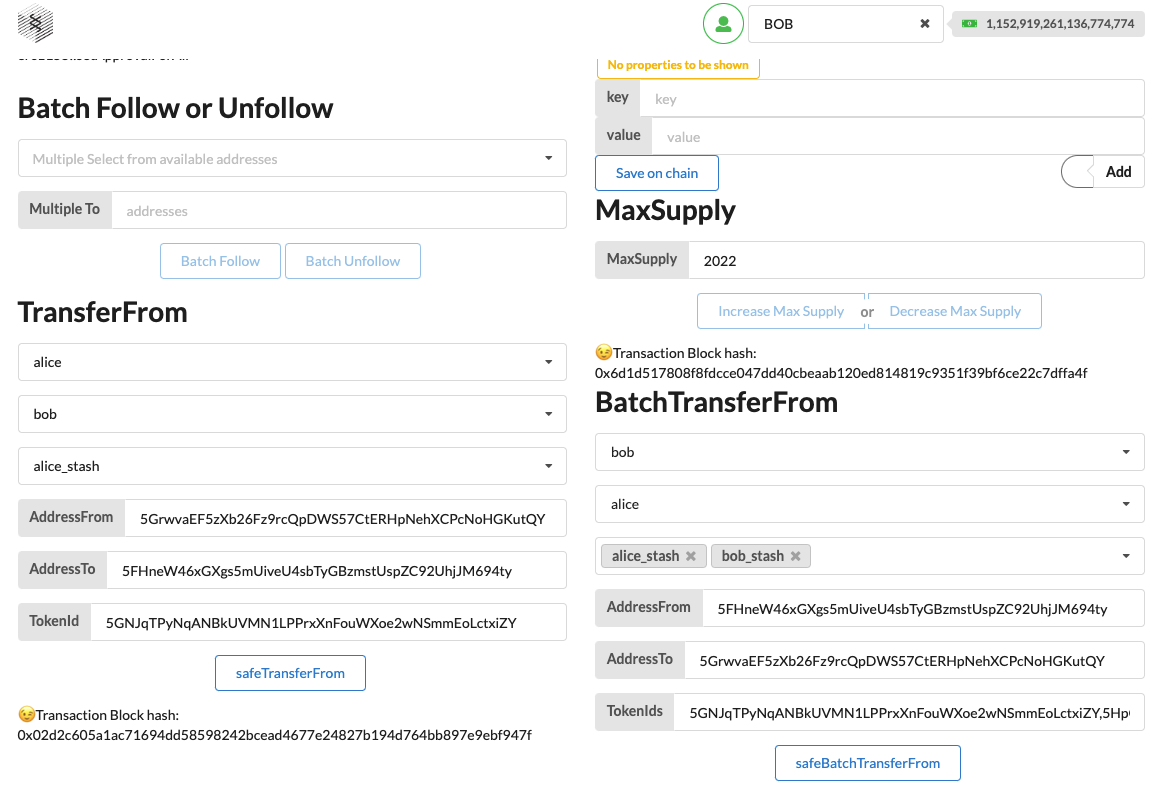 BOB
1,152,919,261,136,774,774
Batch Follow or Unfollow
Multiple Select from available addresses
Multiple To
addresses
Batch Follow
Batch Unfollow
TransferFrom
alice
bob
alice_stash
AddressFrom
5GrwvaEF5zXb26Fz9rcQpDWS57CtERHpNehXCPcNoHGKutQY
AddressTo
5FHneW46xGXgs5mUiveU4sbTyGBzmstUspZC92UhjJM694ty
TokenId
5GNJqTPyNqANBkUVMN1LPPrxXnFouWXoe2wNSmmEoLctxiZY
safeTransferFrom
😉Transaction Block hash:
0x02d2c605a1ac71694dd58598242bcead4677e24827b194d764bb897e9ebf947f
No properties to be shown
key
key
value
value
Save on chain
Add
MaxSupply
MaxSupply
2022
Increase Max Supply
or
Decrease Max Supply
😉Transaction Block hash:
0x6d1d517808f8fdcce047dd40cbeaab120ed814819c9351f39bf6ce22c7dffa4f
BatchTransferFrom
bob
alice
alice_stash
bob_stash
AddressFrom
5FHneW46xGXgs5mUiveU4sbTyGBzmstUspZC92UhjJM694ty
AddressTo
5GrwvaEF5zXb26Fz9rcQpDWS57CtERHpNehXCPcNoHGKutQY
TokenIds
5GNJqTPyNqANBkUVMN1LPPrxXnFouWXoe2wNSmmEoLctxiZY,5Hp
safeBatchTransferFrom